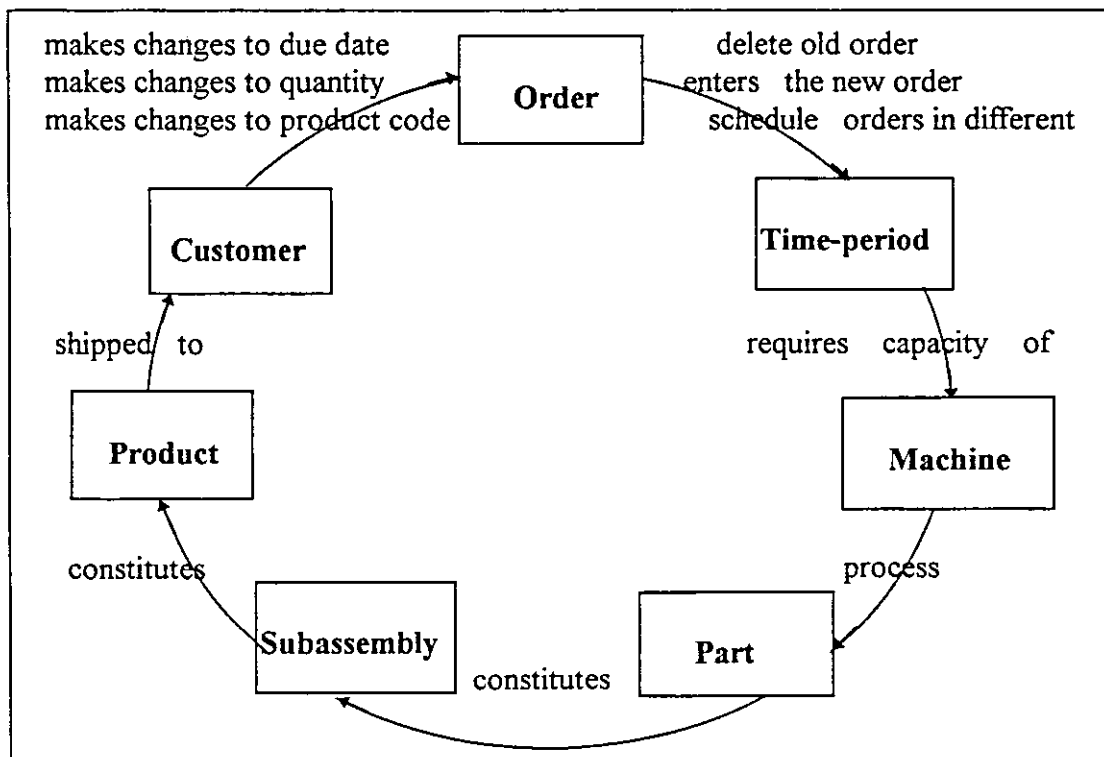 makes changes to due date
makes changes to quantity
makes changes to product code
Order
delete old order
enters the new order
schedule orders in different
Customer
Time-period
shipped to
requires capacity of
Product
Machine
constitutes
process
Subassembly
Part
constitutes